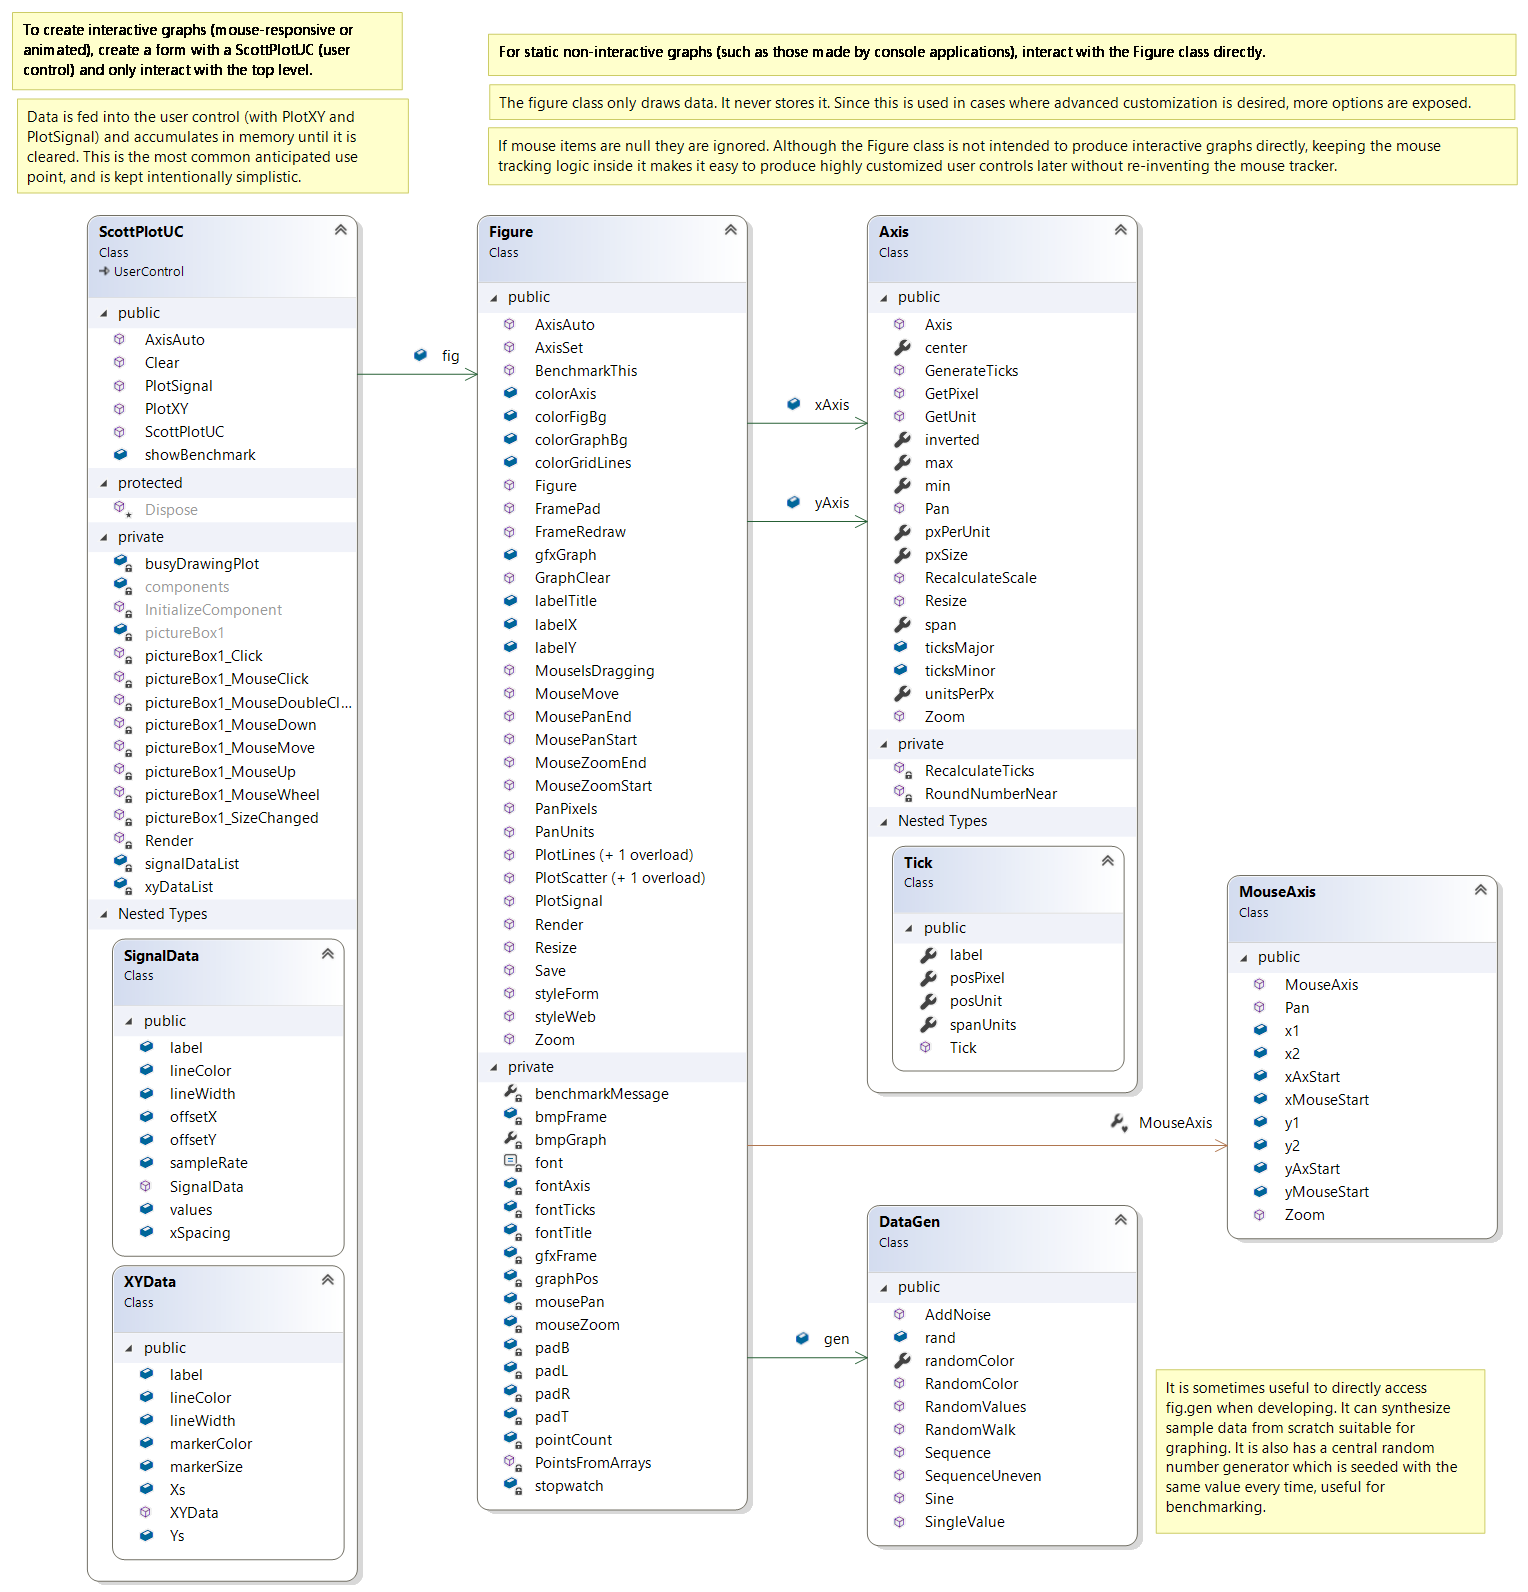 To create interactive graphs (mouse-responsive or
animated), create a form with a ScottPlotUC (user
control) and only interact with the top level.
Data is fed into the user control (with PlotXY and
PlotSignal) and accumulates in memory until it is
cleared. This is the most common anticipated use
point, and is kept intentionally simplistic.
For static non-interactive graphs (such as those made by console applications), interact with the Figure class directly.
The figure class only draws data. It never stores it. Since this is used in cases where advanced customization is desired, more options are exposed.
If mouse items are null they are ignored. Although the Figure class is not intended to produce interactive graphs directly, keeping the mouse
tracking logic inside it makes it easy to produce highly customized user controls later without re-inventing the mouse tracker.
ScottPlotUC
Class
UserControl
public
AxisAuto
Clear
PlotSignal
PlotXY
ScottPlotUC
showBenchmark
protected
Dispose
private
busyDrawingPlot
components
InitializeComponent
pictureBox1
pictureBox1_Click
pictureBox1_MouseClick
pictureBox1_MouseDoubleCl...
pictureBox1_MouseDown
pictureBox1_MouseMove
pictureBox1_MouseUp
pictureBox1_MouseWheel
pictureBox1_SizeChanged
Render
signalDataList
xyDataList
Nested Types
SignalData
Class
public
label
lineColor
lineWidth
offsetX
offsetY
sampleRate
SignalData
values
xSpacing
XYData
Class
public
label
lineColor
lineWidth
markerColor
markerSize
Xs
XYData
Ys
fig
Figure
Class
public
AxisAuto
AxisSet
BenchmarkThis
colorAxis
colorFigBg
colorGraphBg
colorGridLines
Figure
FramePad
FrameRedraw
gfxGraph
GraphClear
labelTitle
labelX
labelY
MouseIsDragging
MouseMove
MousePanEnd
MousePanStart
MouseZoomEnd
MouseZoomStart
PanPixels
PanUnits
PlotLines (+ 1 overload)
PlotScatter (+ 1 overload)
PlotSignal
Render
Resize
Save
styleForm
styleWeb
Zoom
private
benchmarkMessage
bmpFrame
bmpGraph
font
fontAxis
fontTicks
fontTitle
gfxFrame
graphPos
mousePan
mouseZoom
padB
padL
padR
padT
pointCount
PointsFromArrays
stopwatch
xAxis
yAxis
Axis
Class
public
Axis
center
GenerateTicks
GetPixel
GetUnit
inverted
max
min
Pan
pxPerUnit
pxSize
RecalculateScale
Resize
span
ticksMajor
ticksMinor
unitsPerPx
Zoom
private
RecalculateTicks
RoundNumberNear
Nested Types
Tick
Class
public
label
posPixel
posUnit
spanUnits
Tick
MouseAxis
MouseAxis
Class
public
MouseAxis
Pan
x1
x2
xAxStart
xMouseStart
y1
y2
yAxStart
yMouseStart
Zoom
gen
DataGen
Class
public
AddNoise
rand
randomColor
RandomColor
RandomValues
RandomWalk
Sequence
SequenceUneven
Sine
SingleValue
It is sometimes useful to directly access
fig.gen when developing. It can synthesize
sample data from scratch suitable for
graphing. It is also has a central random
number generator which is seeded with the
same value every time, useful for
benchmarking.